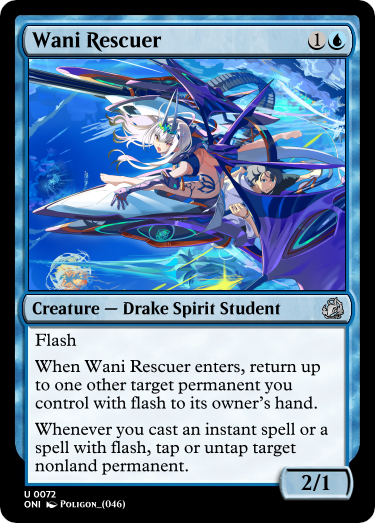 Wani Rescuer 1
Creature — Drake Spirit Student
Flash
When Wani Rescuer enters, return up
to one other target permanent you
control with flash to its owner's hand.
Whenever you cast an instant spell or a
spell with flash, tap or untap target
nonland permanent.
2/1
U 0072
ONI POLIGON_(046)